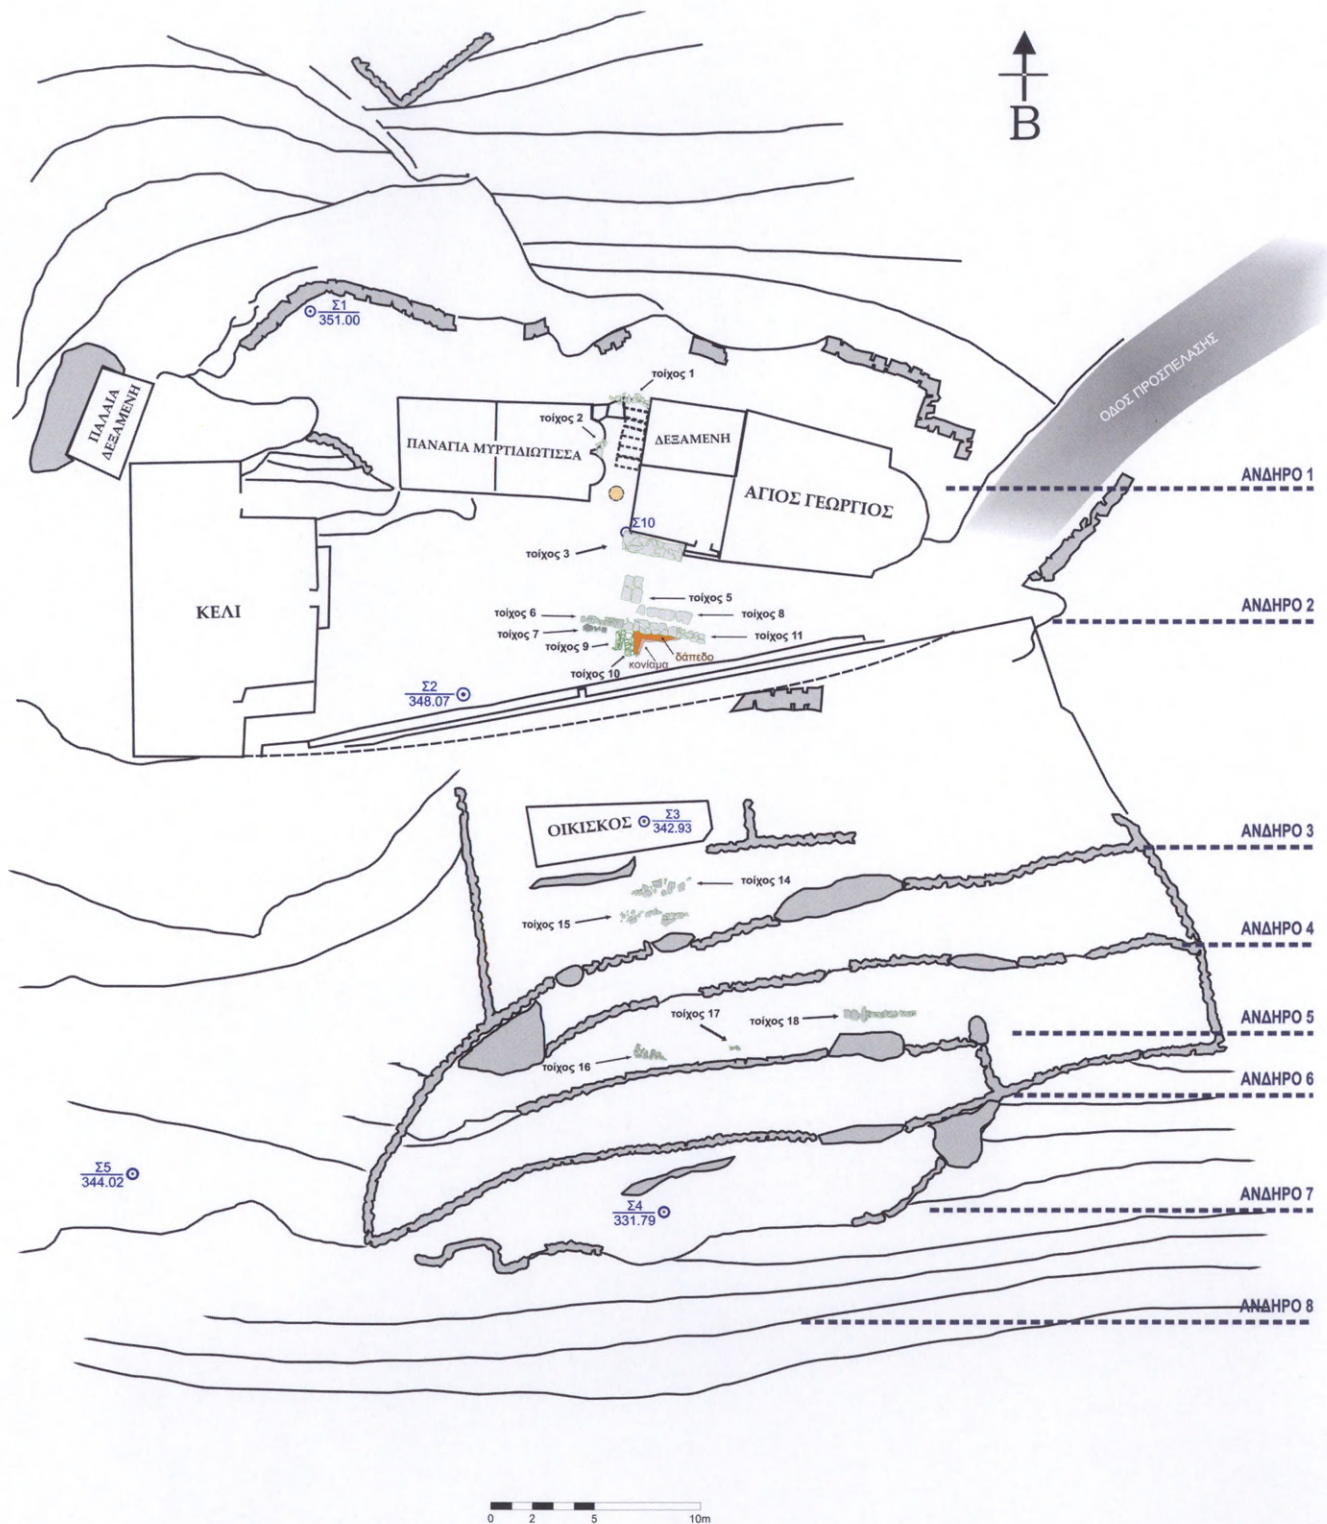 Β
Σ1
351.00
ΟΔΟΣ ΠΡΟΣΠΕΛΑΣΗΣ
ΠΑΛΑΙΑ
ΔΕΞΑΜΕΝΗ
τοίχος 1
τοίχος 2
ΠΑΝΑΓΙΑ ΜΥΡΤΙΔΙΩΤΙΣΣΑ
ΔΕΞΑΜΕΝΗ
ΑΓΙΟΣ ΓΕΩΡΓΙΟΣ
ΑΝΔΗΡΟ 1
Σ10
τοίχος 3
ΚΕΛΙ
τοίχος 5
ΑΝΔΗΡΟ 2
τοίχος 6
τοίχος 8
τοίχος 7
τοίχος 11
τοίχος 9
δάπεδο
κονίαμα
τοίχος 10
Σ2
348.07
ΟΙΚΙΣΚΟΣ
Σ3
342.93
ΑΝΔΗΡΟ 3
τοίχος 14
τοίχος 15
ΑΝΔΗΡΟ 4
τοίχος 17
τοίχος 18
ΑΝΔΗΡΟ 5
τοίχος 16
ΑΝΔΗΡΟ 6
Σ5
344.02
Σ4
331.79
ΑΝΔΗΡΟ 7
ΑΝΔΗΡΟ 8
0 2 5 10m